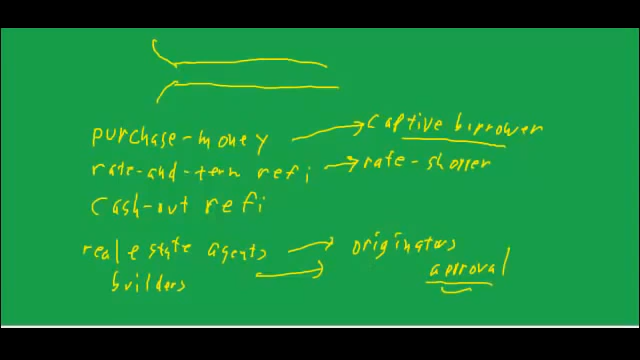 purchase-money → captive borrower
rate-and-term refi → rate-shopper
cash-out refi
real estate agents → originators
builders → approval